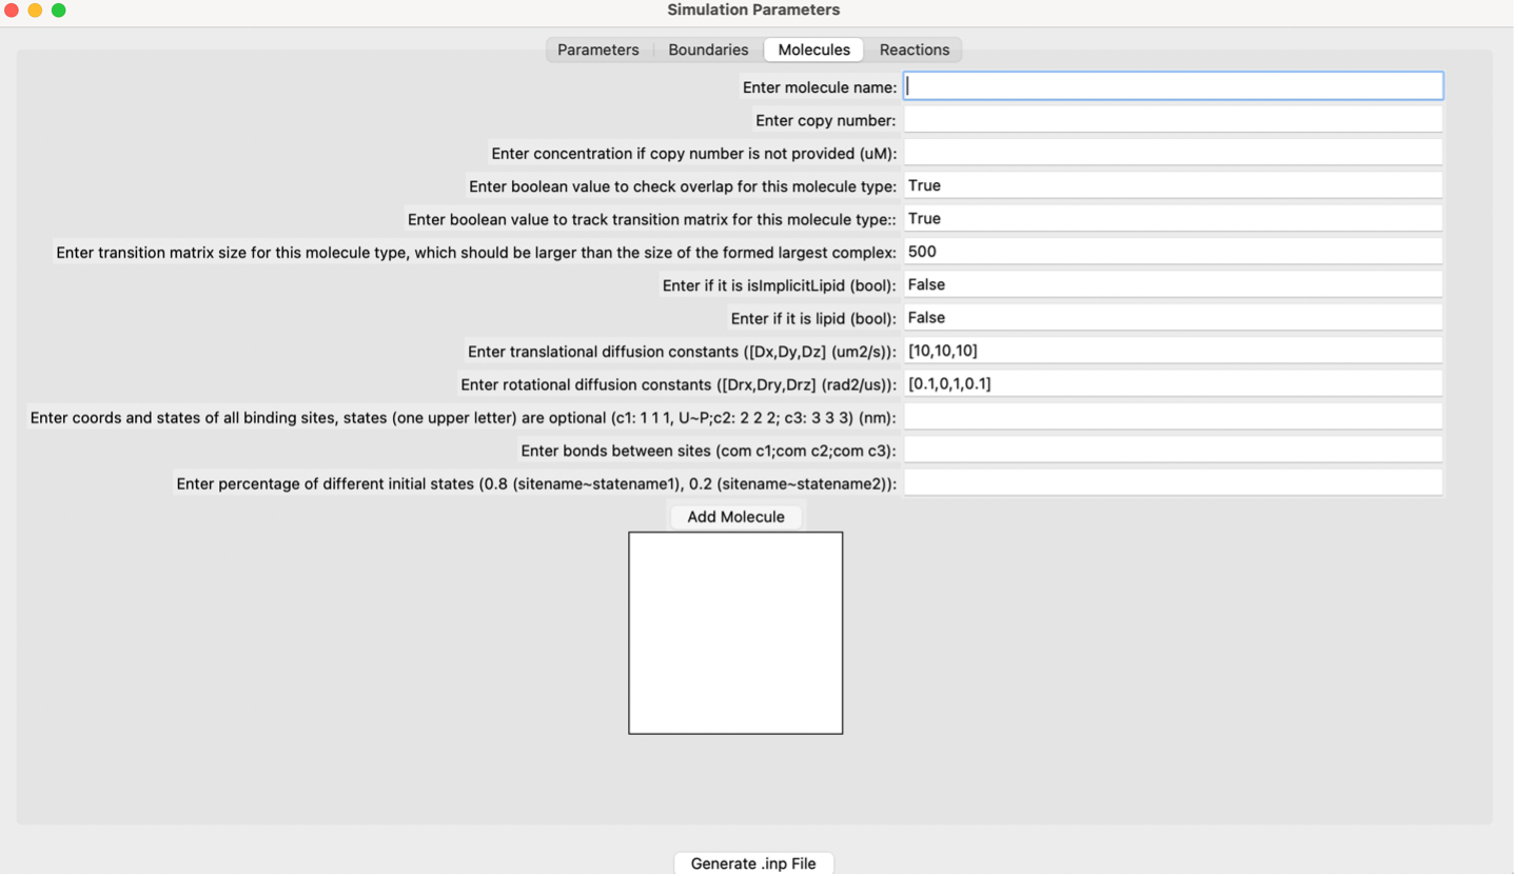 Simulation Parameters
Parameters Boundaries Molecules Reactions
Enter molecule name:
Enter copy number:
Enter concentration if copy number is not provided (uM):
Enter boolean value to check overlap for this molecule type: True
Enter boolean value to track transition matrix for this molecule type:: True
Enter transition matrix size for this molecule type, which should be larger than the size of the formed largest complex: 500
Enter if it is isImplicitLipid (bool): False
Enter if it is lipid (bool): False
Enter translational diffusion constants ([Dx,Dy,Dz] (um2/s)): [10,10,10]
Enter rotational diffusion constants ([Drx,Dry,Drz] (rad2/us)): [0.1,0,1,0.1]
Enter coords and states of all binding sites, states (one upper letter) are optional (c1: 1 1 1, U~P;c2: 2 2 2; c3: 3 3 3) (nm):
Enter bonds between sites (com c1;com c2;com c3):
Enter percentage of different initial states (0.8 (sitename~statename1), 0.2 (sitename~statename2)):
Add Molecule
Generate .inp File